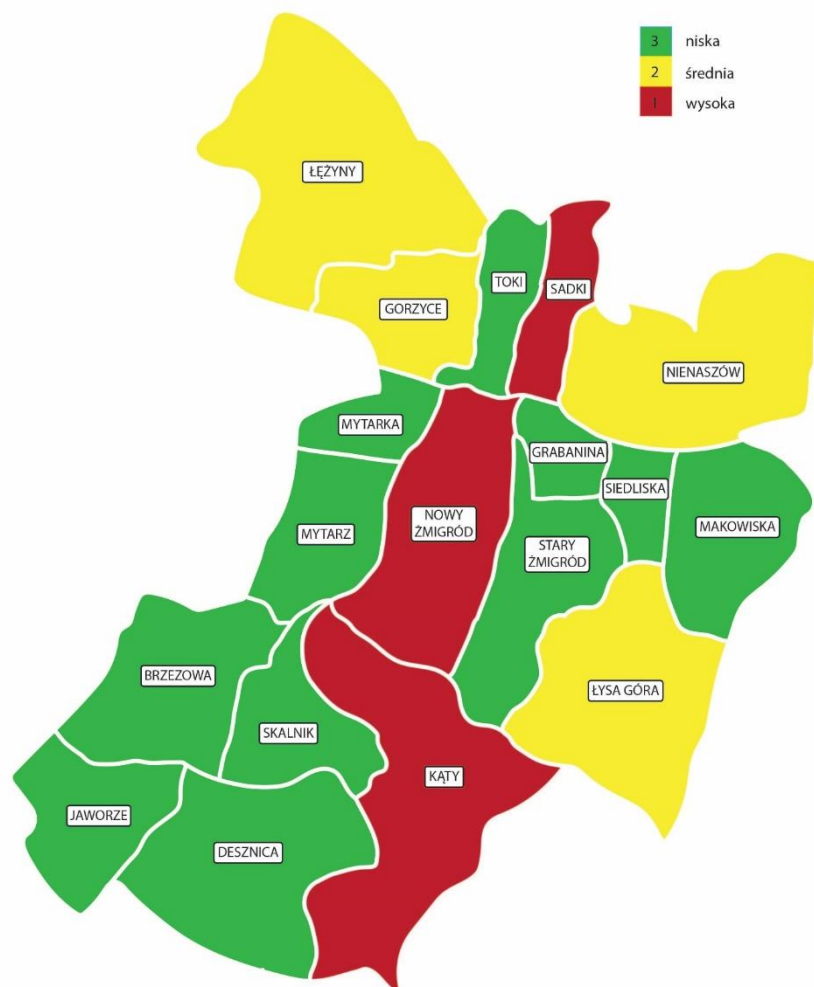 3 niska
2 średnia
1 wysoka
ŁĘŻYNY
TOKI
SADKI
GORZYCE
NIENASZÓW
MYTARKA
GRABANINA
SIEDLISKA
NOWY
ŻMIGRÓD
MAKOWISKA
MYTARZ
STARY
ŻMIGRÓD
BRZEZOWA
ŁYSA GÓRA
SKALNIK
KĄTY
JAWORZE
DESZNICA